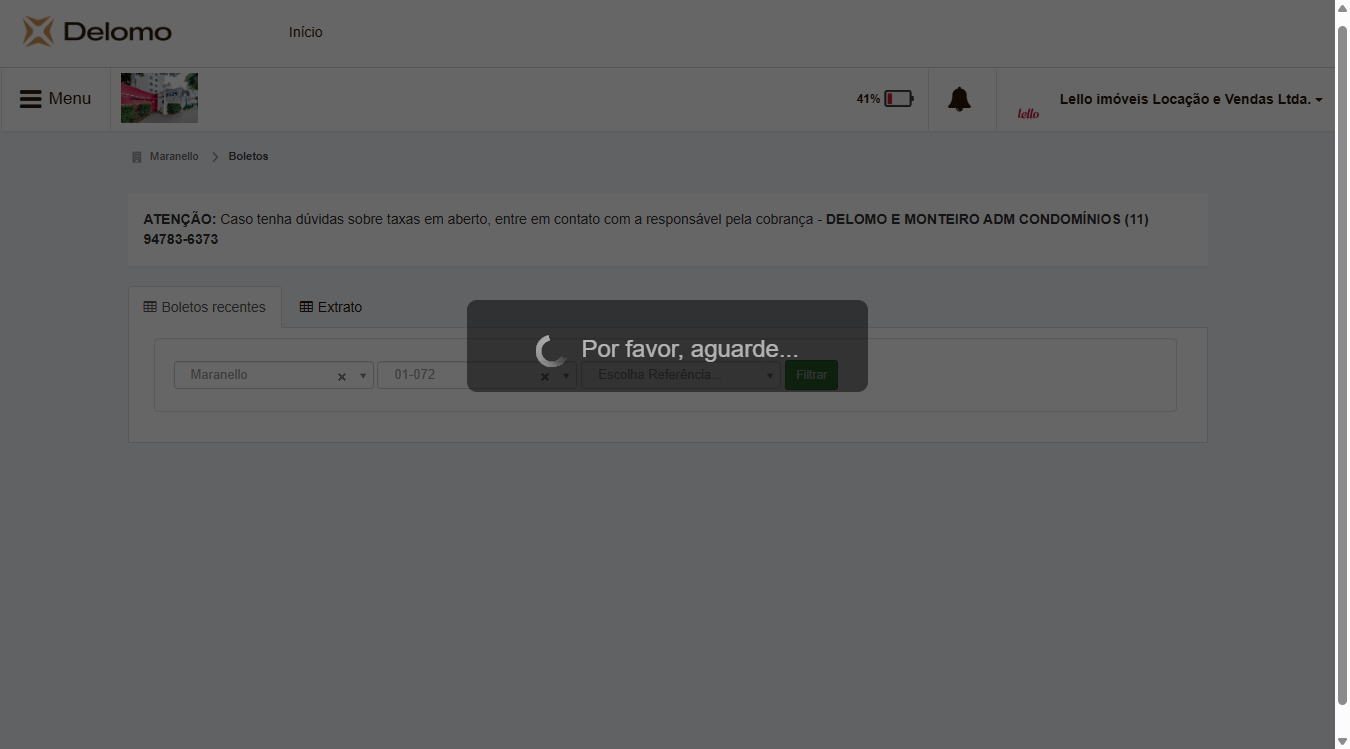 Delomo
Início
Menu
41%
lello
Lello imóveis Locação e Vendas Ltda.
Maranello
Boletos
ATENÇÃO: Caso tenha dúvidas sobre taxas em aberto, entre em contato com a responsável pela cobrança - DELOMO E MONTEIRO ADM CONDOMÍNIOS (11)
94783-6373
Boletos recentes
Extrato
Por favor, aguarde...
Maranello
01-072
Escolha Referência...
Filtrar